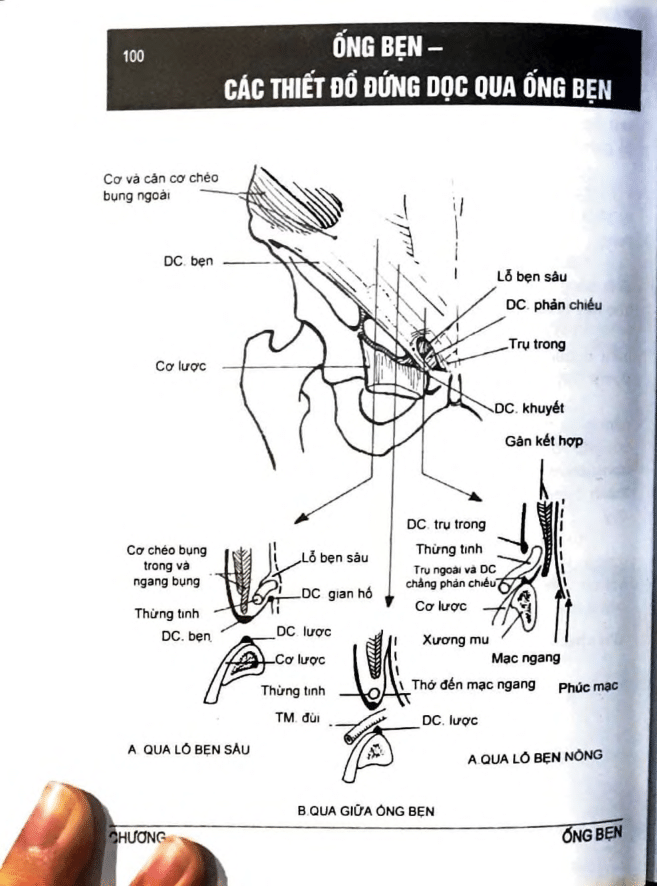 100
ỐNG BẸN –
CÁC THIẾT ĐỒ ĐỨNG DỌC QUA ỐNG BẸN
Cơ và cân cơ chéo
bụng ngoài
DC. bẹn
Lỗ bẹn sâu
DC. phản chiếu
Trụ trong
Cơ lược
DC. khuyết
Gân kết hợp
DC. trụ trong
Cơ chéo bụng
trong và
ngang bụng
Lỗ bẹn sâu
Thừng tinh
Trụ ngoài và DC
chằng phản chiếu
DC gian hố
Cơ lược
Thừng tinh
DC. bẹn
DC. lược
Xương mu
Cơ lược
Mạc ngang
Thừng tinh
Thớ đến mạc ngang
Phúc mạc
TM. đùi
DC. lược
A. QUA LỖ BẸN SÂU
A.QUA LỖ BẸN NÔNG
B.QUA GIỮA ỐNG BẸN
CHƯƠNG
ỐNG BẸN